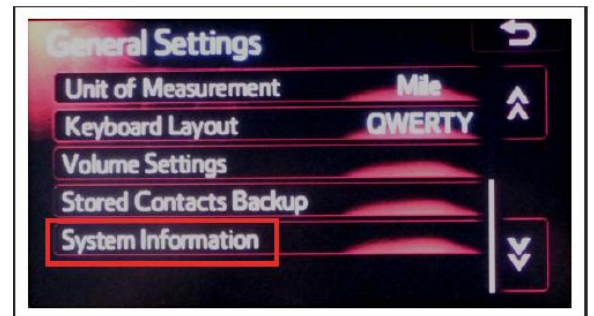 General Settings
Unit of Measurement Mile
Keyboard Layout QWERTY
Volume Settings
Stored Contacts Backup
System Information